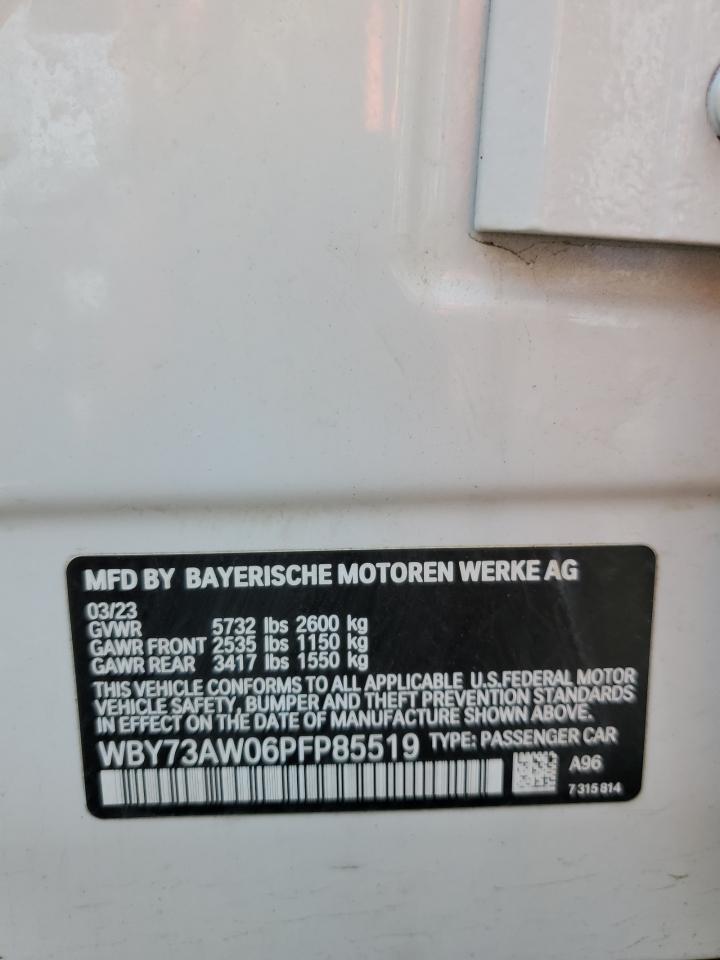 MFD BY BAYERISCHE MOTOREN WERKE AG
03/23
GVWR 5732 lbs 2600 kg
GAWR FRONT 2535 lbs 1150 kg
GAWR REAR 3417 lbs 1550 kg
THIS VEHICLE CONFORMS TO ALL APPLICABLE U.S.FEDERAL MOTOR
VEHICLE SAFETY, BUMPER AND THEFT PREVENTION STANDARDS
IN EFFECT ON THE DATE OF MANUFACTURE SHOWN ABOVE.
WBY73AW06PFP85519 TYPE: PASSENGER CAR
A96
7 315 814